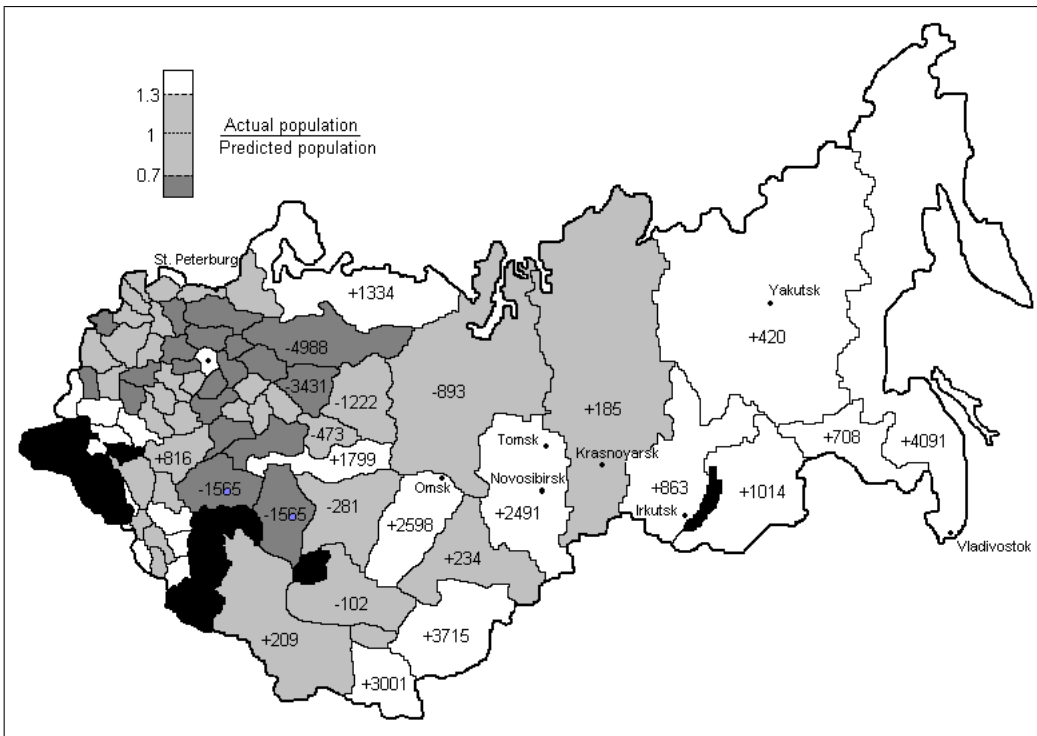 1.3
1
0.7
Actual population
Predicted population
St. Peterburg
+1334
Yakutsk
+420
-4988
-3431
-1222
-893
+185
-473
+816
+1799
Tomsk
Krasnoyarsk
+708
+4091
-1565
-1565
-281
Omsk
+2598
Novosibirsk
+2491
+863
Irkutsk
+1014
Vladivostok
+234
-102
+209
+3715
+3001